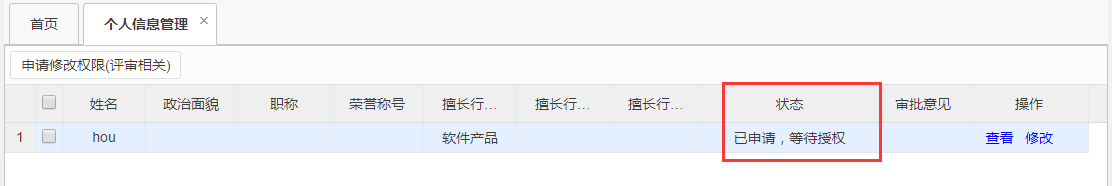 首页 个人信息管理 ×
申请修改权限(评审相关)
姓名 政治面貌 职称 荣誉称号 擅长行... 擅长行... 擅长行... 状态 审批意见 操作
1 hou 软件产品 已申请，等待授权 查看 修改